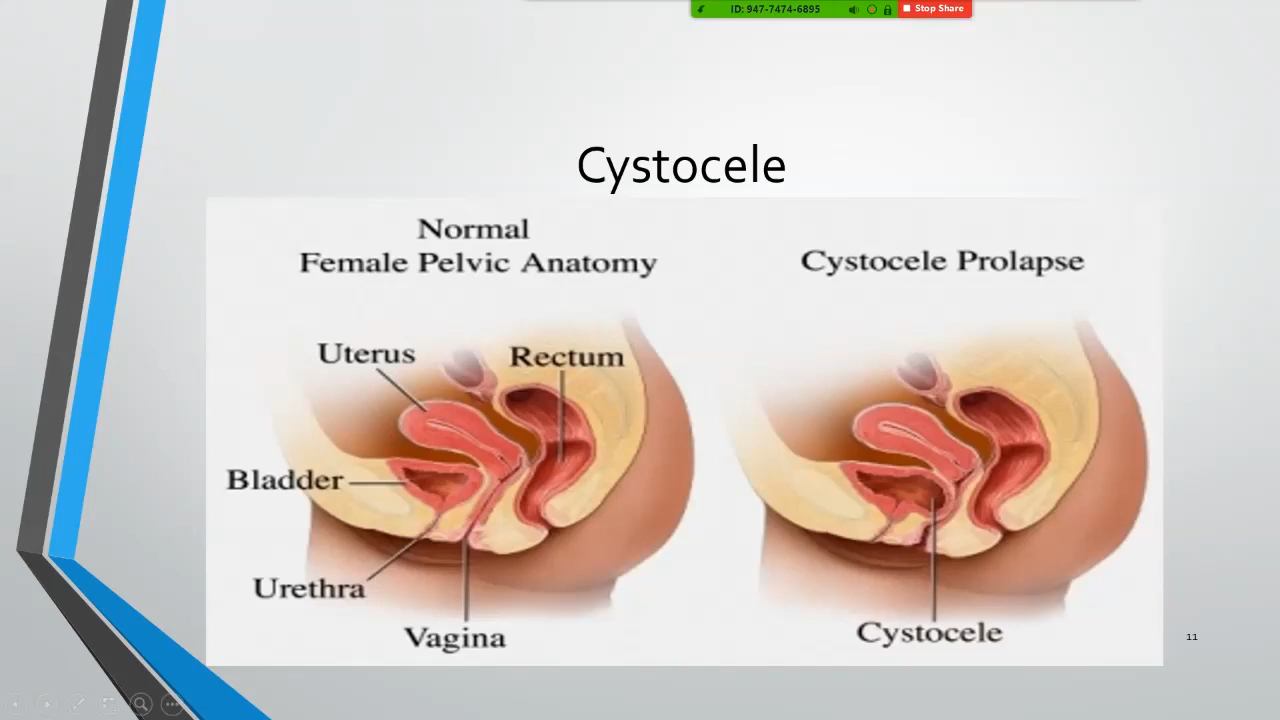 ID: 947-7474-6895
Stop Share
Cystocele
Normal
Female Pelvic Anatomy
Cystocele Prolapse
Uterus
Rectum
Bladder
Urethra
Vagina
Cystocele
11